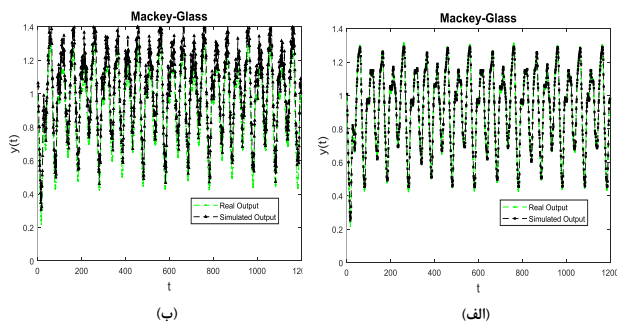 Mackey-Glass
1.4
1.2
1
0.8
0.6
0.4
0.2
0
y(t)
Real Output
Simulated Output
0 200 400 600 800 1000 120
t
(ب)
Mackey-Glass
1.4
1.2
1
0.8
0.6
0.4
0.2
0
y(t)
Real Output
Simulated Output
0 200 400 600 800 1000 1200
t
(الف)